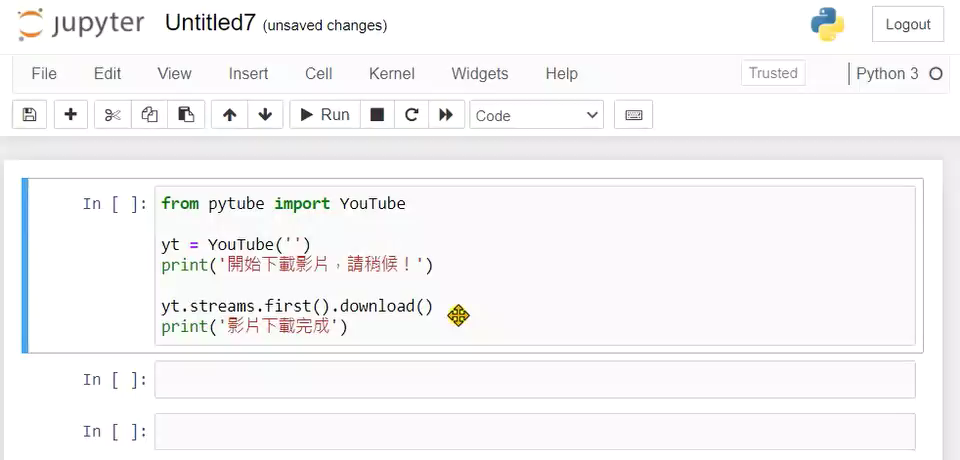 jupyter Untitled7 (unsaved changes) Logout
File Edit View Insert Cell Kernel Widgets Help Trusted Python 3
Run Code
In [ ]:
from pytube import YouTube
yt = YouTube('')
print('開始下載影片，請稍候！')
yt.streams.first().download()
print('影片下載完成')
In [ ]:
In [ ]: